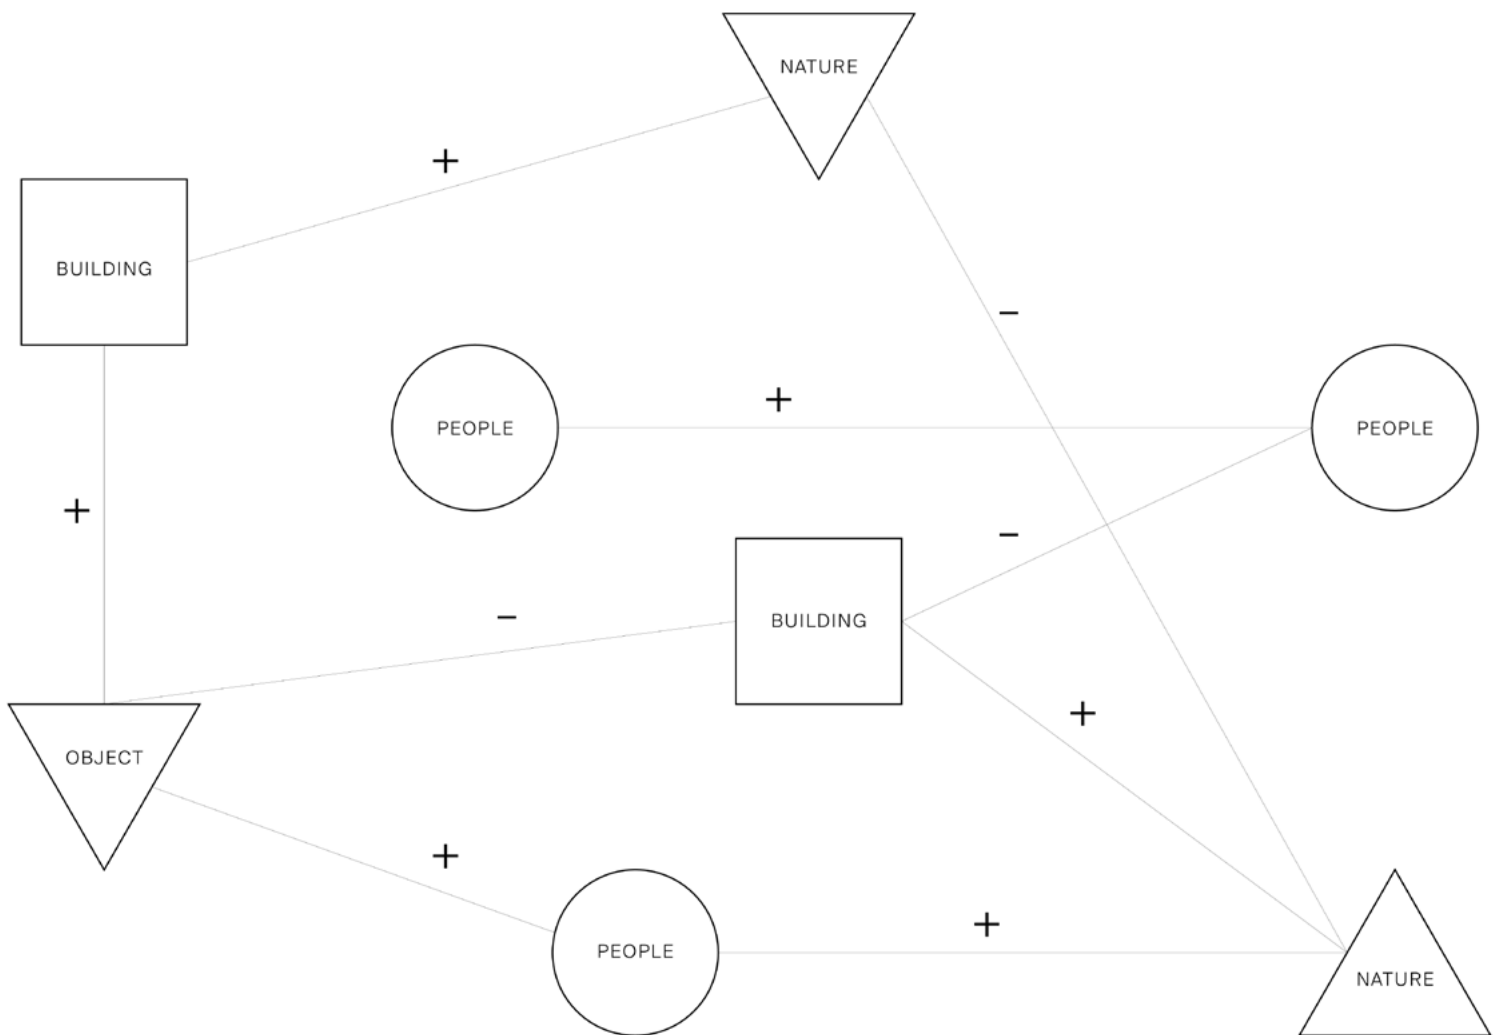 NATURE
+
BUILDING
−
+
PEOPLE
PEOPLE
+
−
−
BUILDING
+
OBJECT
+
+
PEOPLE
NATURE